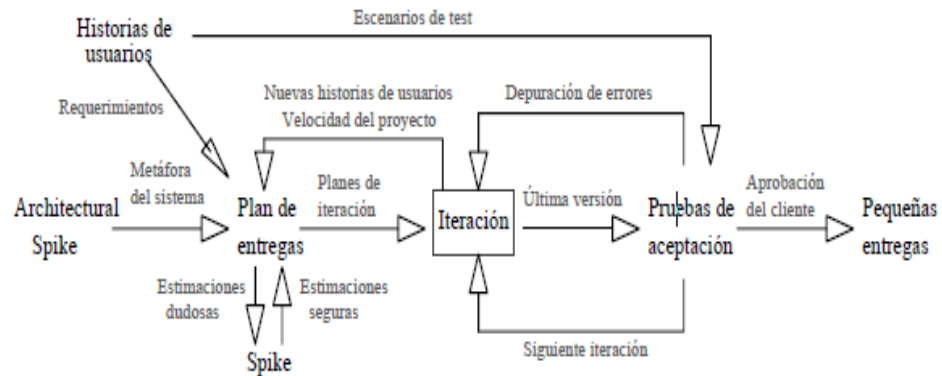 Escenarios de test
Historias de
usuarios
Requerimientos
Nuevas historias de usuarios
Velocidad del proyecto
Depuración de errores
Metáfora
del sistema
Planes de
iteración
Última versión
Aprobación
del cliente
Architectural
Spike
Plan de
entregas
Iteración
Pruebas de
aceptación
Pequeñas
entregas
Estimaciones
dudosas
Estimaciones
seguras
Spike
Siguiente iteración